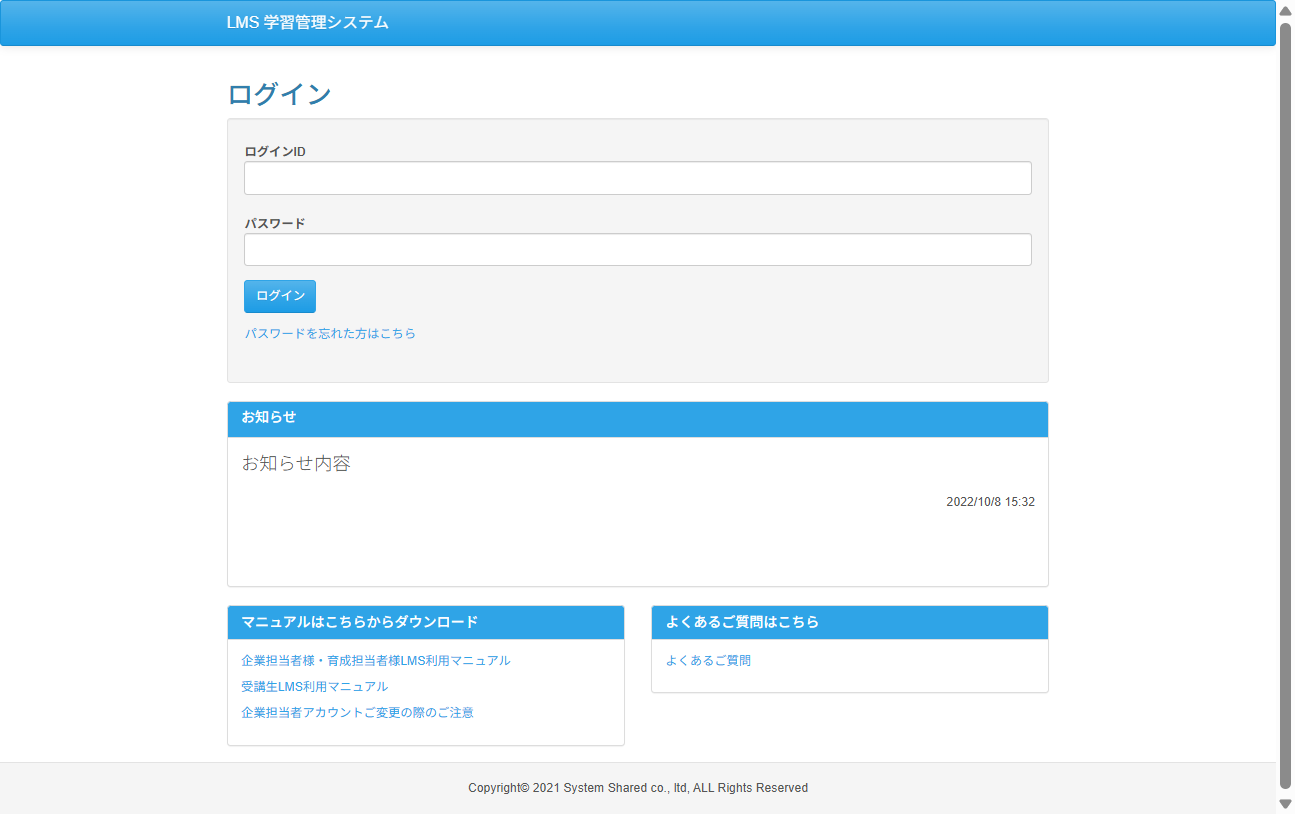 LMS 学習管理システム
ログイン
ログインID
パスワード
ログイン
パスワードを忘れた方はこちら
お知らせ
お知らせ内容
2022/10/8 15:32
マニュアルはこちらからダウンロード
企業担当者様・育成担当者様LMS利用マニュアル
受講生LMS利用マニュアル
企業担当者アカウントご変更の際のご注意
よくあるご質問はこちら
よくあるご質問
Copyright© 2021 System Shared co., ltd, ALL Rights Reserved